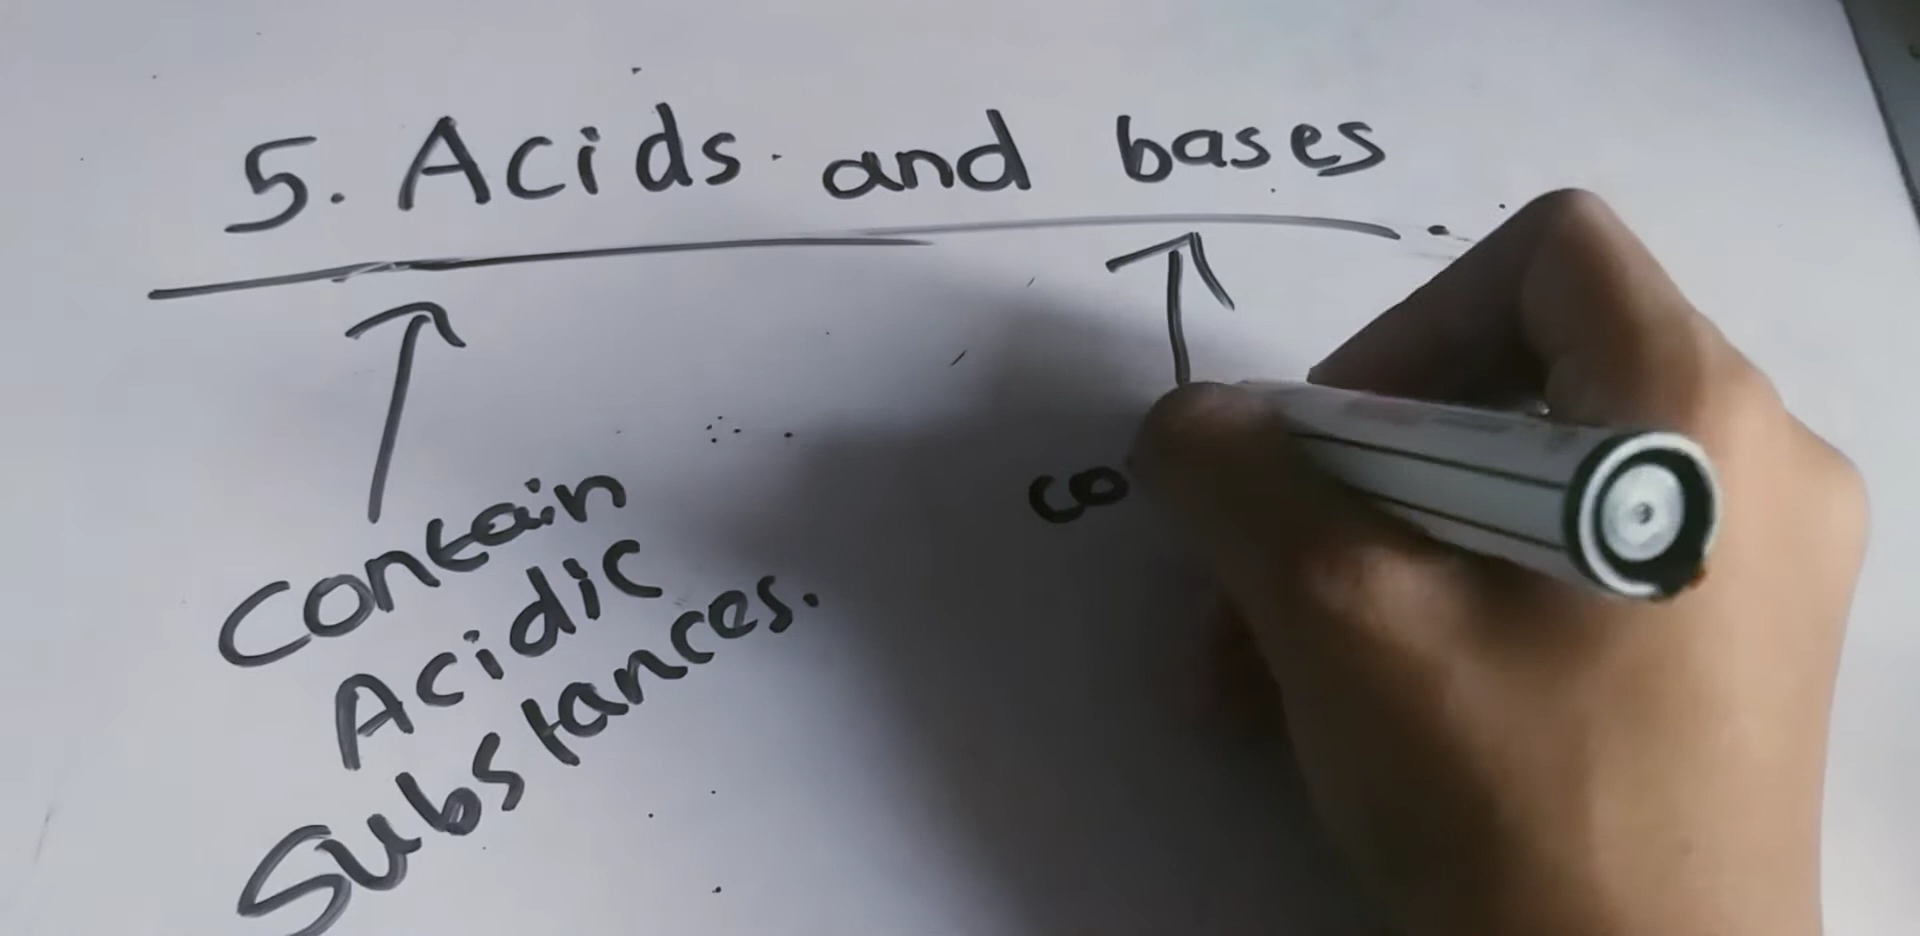 5. Acids and bases
Contain
Acidic
Substances.
co